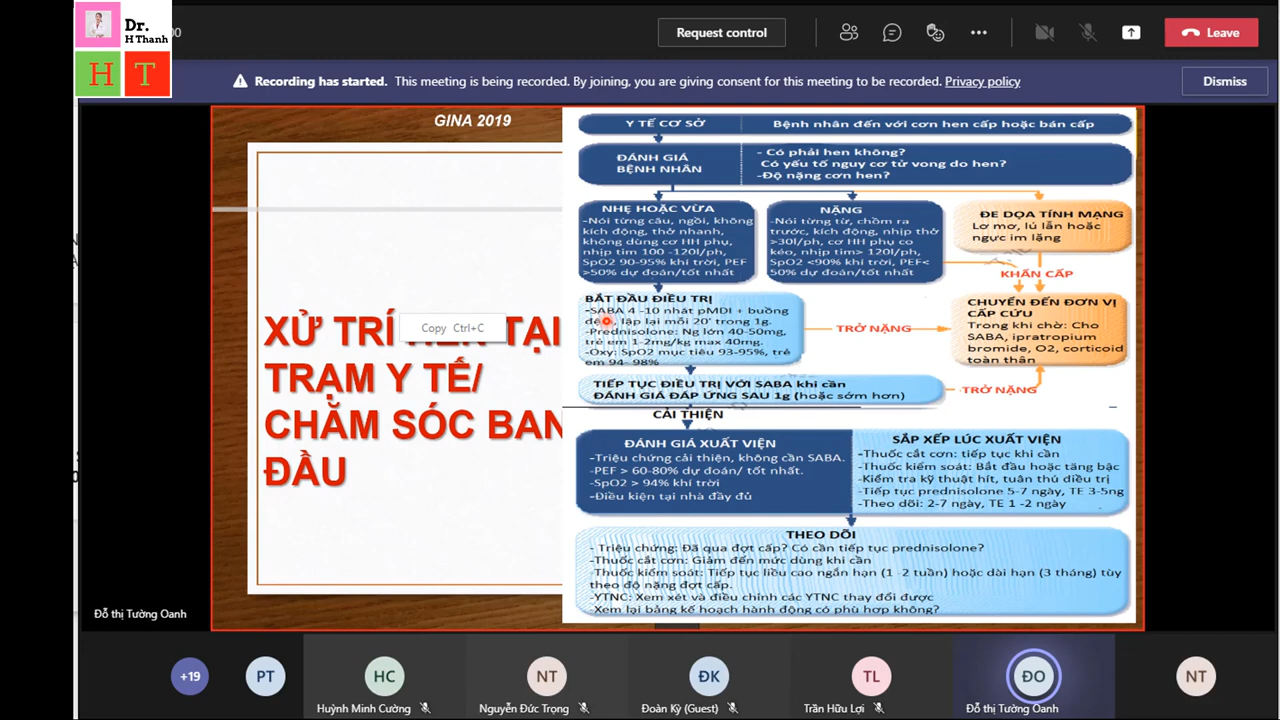 Dr.
H Thanh
H T
00
Request control
Leave
Recording has started. This meeting is being recorded. By joining, you are giving consent for this meeting to be recorded. Privacy policy
Dismiss
GINA 2019
XỬ TRÍ HEN TẠI
TRẠM Y TẾ/
CHĂM SÓC BAN
ĐẦU
Copy Ctrl+C
Y TẾ CƠ SỞ
Bệnh nhân đến với cơn hen cấp hoặc bán cấp
ĐÁNH GIÁ
BỆNH NHÂN
- Có phải hen không?
Có yếu tố nguy cơ tử vong do hen?
-Độ nặng cơn hen?
NHẸ HOẶC VỪA
-Nói từng câu, ngồi, không
kích động, thở nhanh,
không dùng cơ HH phụ,
nhịp tim 100 -120l/ph,
SpO2 90-95% khí trời, PEF
>50% dự đoán/tốt nhất
NẶNG
-Nói từng từ, chồm ra
trước, kích động, nhịp thở
>30l/ph, cơ HH phụ co
kéo, nhịp tim> 120l/ph,
SpO2 <90% khí trời, PEF<
50% dự đoán/tốt nhất
ĐE DỌA TÍNH MẠNG
Lơ mơ, lú lẫn hoặc
ngực im lặng
KHẨN CẤP
BẮT ĐẦU ĐIỀU TRỊ
-SABA 4 -10 nhát pMDI + buồng
lập lại mỗi 20' trong 1g.
-Prednisolone: Ng lớn 40-50mg,
trẻ em 1-2mg/kg max 40mg.
-Oxy: SpO2 mục tiêu 93-95%, trẻ
em 94- 98%
TRỞ NẶNG
CHUYỂN ĐẾN ĐƠN VỊ
CẤP CỨU
Trong khi chờ: Cho
SABA, ipratropium
bromide, O2, corticoid
toàn thân
TIẾP TỤC ĐIỀU TRỊ VỚI SABA khi cần
ĐÁNH GIÁ ĐÁP ỨNG SAU 1g (hoặc sớm hơn)
TRỞ NẶNG
CẢI THIỆN
ĐÁNH GIÁ XUẤT VIỆN
-Triệu chứng cải thiện, không cần SABA.
-PEF > 60-80% dự đoán/ tốt nhất.
-SpO2 > 94% khí trời
-Điều kiện tại nhà đầy đủ
SẮP XẾP LÚC XUẤT VIỆN
-Thuốc cắt cơn: tiếp tục khi cần
-Thuốc kiểm soát: Bắt đầu hoặc tăng bậc
-Kiểm tra kỹ thuật hít, tuân thủ điều trị
-Tiếp tục prednisolone 5-7 ngày, TE 3-5ng
-Theo dõi: 2-7 ngày, TE 1 -2 ngày
THEO DÕI
- Triệu chứng: Đã qua đợt cấp? Có cần tiếp tục prednisolone?
-Thuốc cắt cơn: Giảm đến mức dùng khi cần
-Thuốc kiểm soát: Tiếp tục liều cao ngắn hạn (1 -2 tuần) hoặc dài hạn (3 tháng) tùy
theo độ nặng đợt cấp.
-YTNC: Xem xét và điều chỉnh các YTNC thay đổi được
-Xem lại bảng kế hoạch hành động có phù hợp không?
Đỗ thị Tường Oanh
+19
PT
HC
NT
ĐK
TL
ĐO
NT
Huỳnh Minh Cường
Nguyễn Đức Trọng
Đoàn Kỳ (Guest)
Trần Hữu Lợi
Đỗ thị Tường Oanh